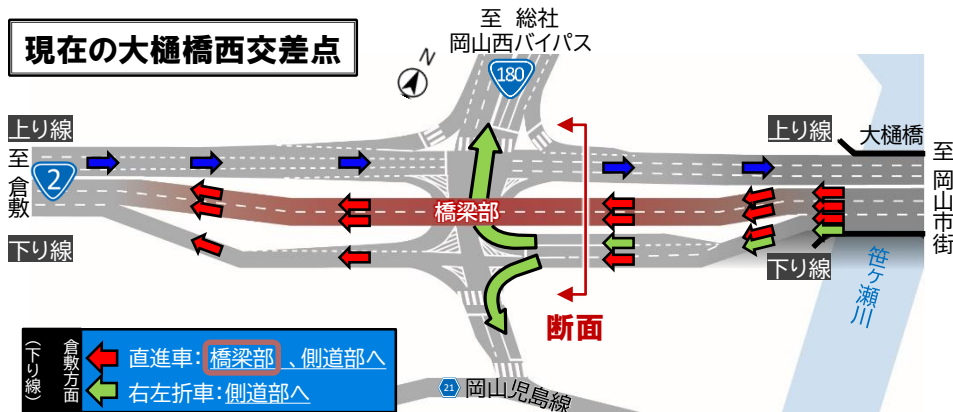 現在の大樋橋西交差点
至 総社
岡山西バイパス
N
180
上り線
上り線
大樋橋
至倉敷
2
橋梁部
至岡山市街
下り線
下り線
笹ヶ瀬川
断面
倉敷方面
(下り線)
直進車:橋梁部、側道部へ
右左折車:側道部へ
21 岡山児島線